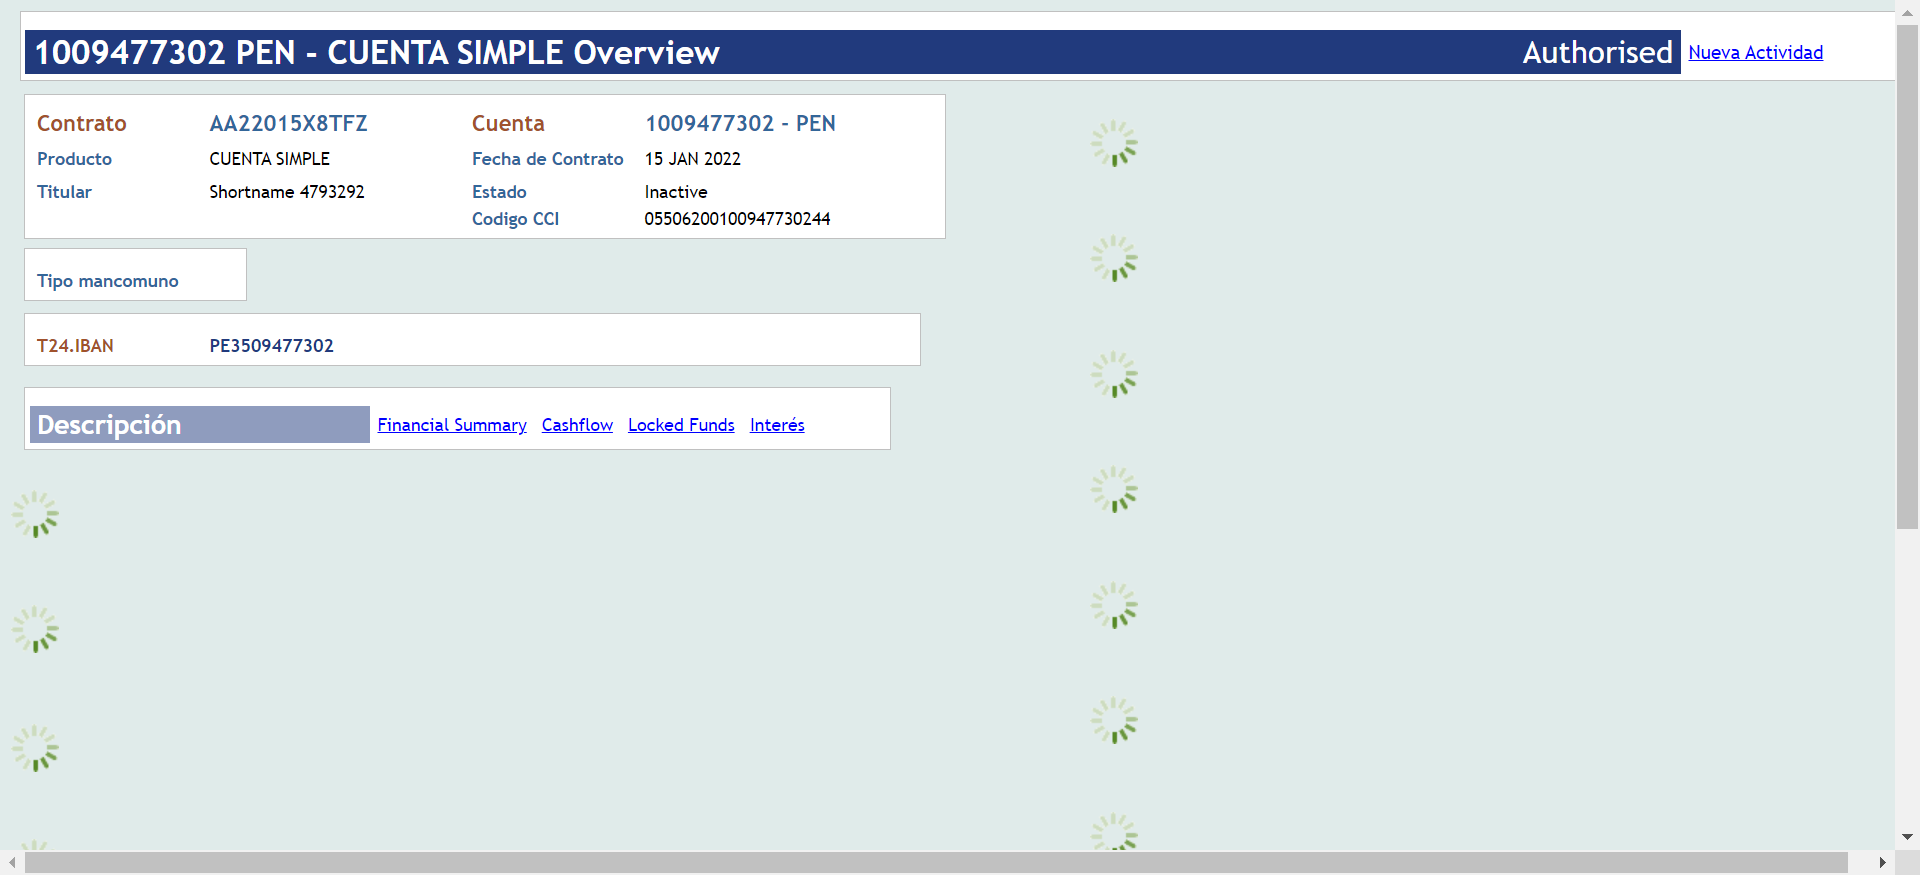 1009477302 PEN - CUENTA SIMPLE Overview Authorised Nueva Actividad
Contrato AA22015X8TFZ Cuenta 1009477302 - PEN
Producto CUENTA SIMPLE Fecha de Contrato 15 JAN 2022
Titular Shortname 4793292 Estado Inactive
Codigo CCI 05506200100947730244
Tipo mancomuno
T24.IBAN PE3509477302
Descripción Financial Summary Cashflow Locked Funds Interés